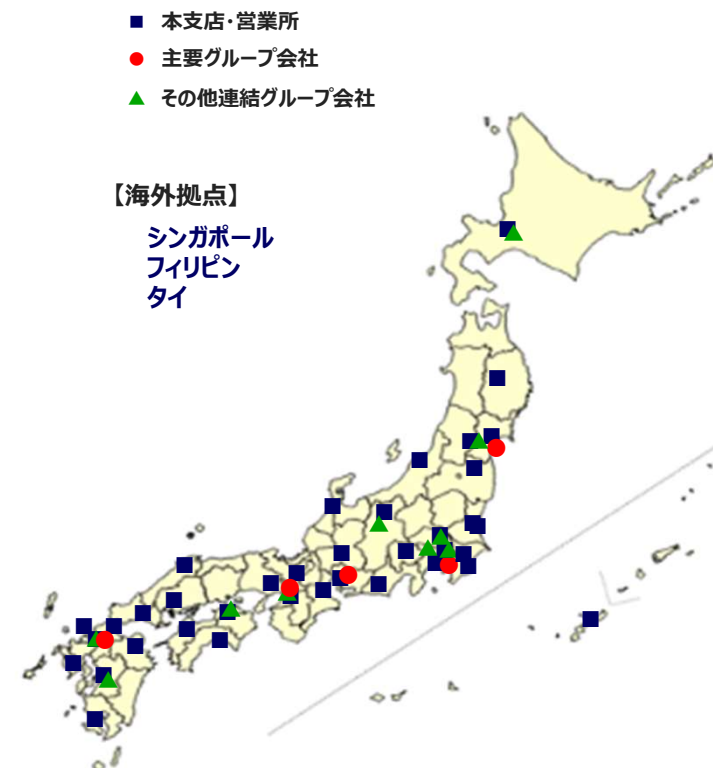 本支店・営業所
主要グループ会社
その他連結グループ会社
【海外拠点】
シンガポール
フィリピン
タイ